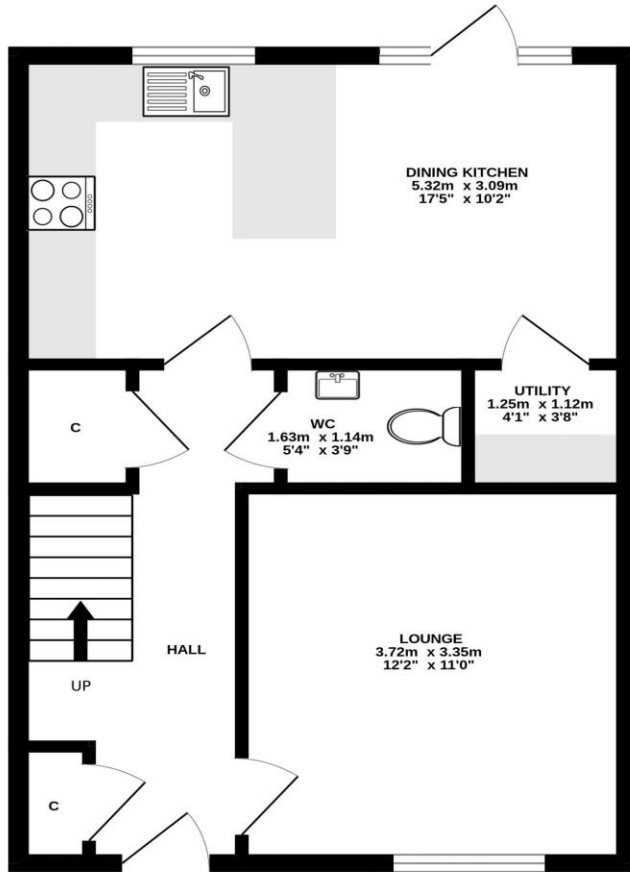 DINING KITCHEN
5.32m x 3.09m
17'5" x 10'2"
C
WC
1.63m x 1.14m
5'4" x 3'9"
UTILITY
1.25m x 1.12m
4'1" x 3'8"
HALL
UP
LOUNGE
3.72m x 3.35m
12'2" x 11'0"
C